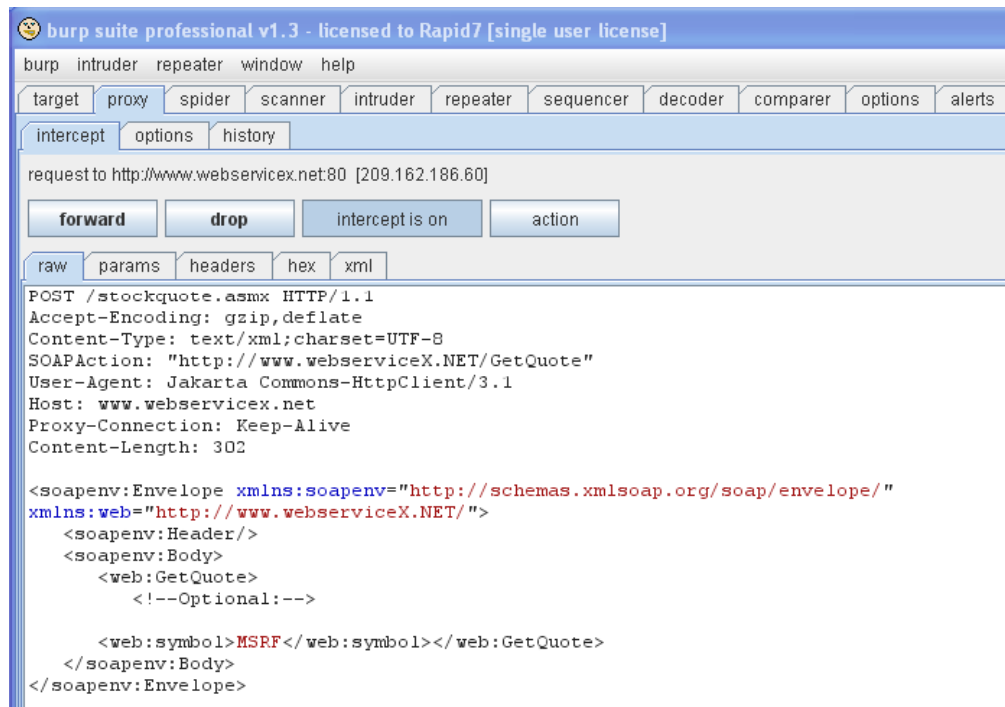 burp suite professional v1.3 - licensed to Rapid7 [single user license]
burp intruder repeater window help
target proxy spider scanner intruder repeater sequencer decoder comparer options alerts
intercept options history
request to http://www.webservicex.net:80 [209.162.186.60]
forward drop intercept is on action
raw params headers hex xml
POST /stockquote.asmx HTTP/1.1
Accept-Encoding: gzip,deflate
Content-Type: text/xml;charset=UTF-8
SOAPAction: "http://www.webserviceX.NET/GetQuote"
User-Agent: Jakarta Commons-HttpClient/3.1
Host: www.webservicex.net
Proxy-Connection: Keep-Alive
Content-Length: 302
<soapenv:Envelope xmlns:soapenv="http://schemas.xmlsoap.org/soap/envelope/"
xmlns:web="http://www.webserviceX.NET/">
<soapenv:Header/>
<soapenv:Body>
<web:GetQuote>
<!--Optional:-->
<web:symbol>MSRF</web:symbol></web:GetQuote>
</soapenv:Body>
</soapenv:Envelope>